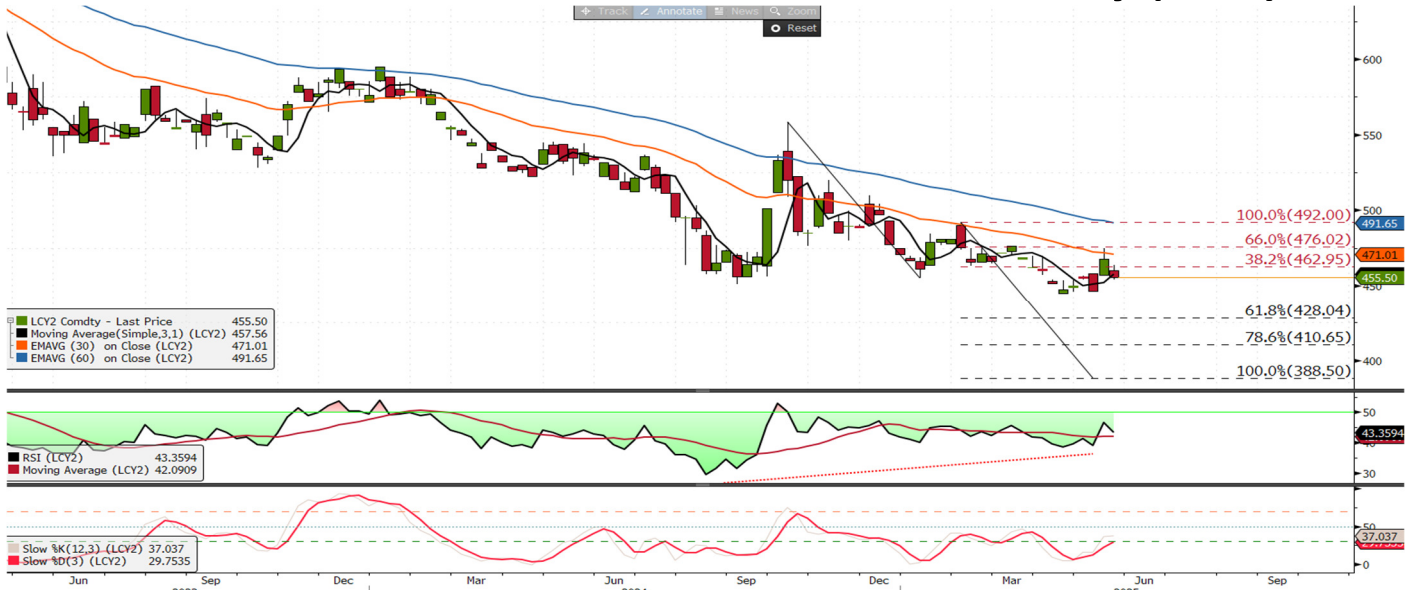 Track Annotate News Zoom
Reset
600
550
500
450
400
100.0%(492.00)
491.65
66.0%(476.02)
471.01
38.2%(462.95)
455.50
61.8%(428.04)
78.6%(410.65)
100.0%(388.50)
LCY2 Comdty - Last Price 455.50
Moving Average(Simple,3,1) (LCY2) 457.56
EMAVG (30) on Close (LCY2) 471.01
EMAVG (60) on Close (LCY2) 491.65
50
43.3594
30
RSI (LCY2) 43.3594
Moving Average (LCY2) 42.0909
50
37.037
0
Slow %K(12,3) (LCY2) 37.037
Slow %D(3) (LCY2) 29.7535
Jun Sep Dec Mar Jun Sep Dec Mar Jun Sep